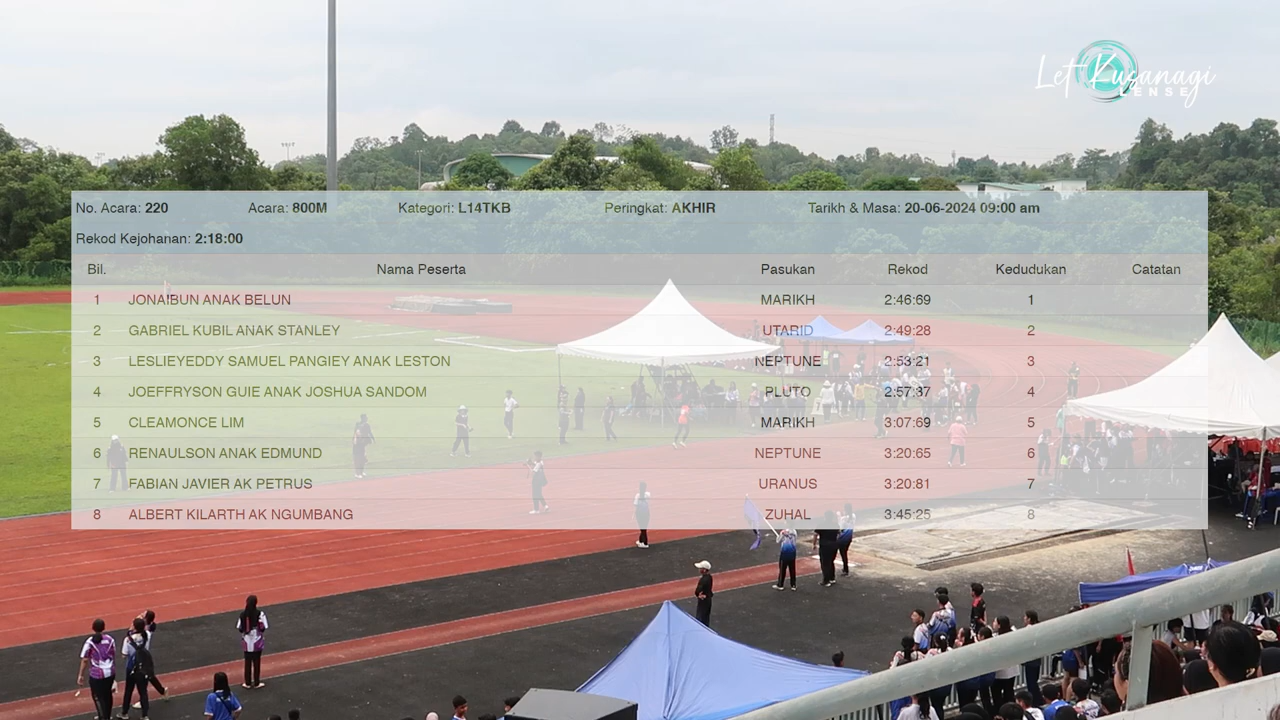 Let Kusanagi
LENSE
No. Acara: 220 Acara: 800M Kategori: L14TKB Peringkat: AKHIR Tarikh & Masa: 20-06-2024 09:00 am
Rekod Kejohanan: 2:18:00
Bil. Nama Peserta Pasukan Rekod Kedudukan Catatan
1 JONAIBUN ANAK BELUN MARIKH 2:46:69 1
2 GABRIEL KUBIL ANAK STANLEY UTARID 2:49:28 2
3 LESLIEYEDDY SAMUEL PANGIEY ANAK LESTON NEPTUNE 2:53:21 3
4 JOEFFRYSON GUIE ANAK JOSHUA SANDOM PLUTO 2:57:37 4
5 CLEAMONCE LIM MARIKH 3:07:69 5
6 RENAULSON ANAK EDMUND NEPTUNE 3:20:65 6
7 FABIAN JAVIER AK PETRUS URANUS 3:20:81 7
8 ALBERT KILARTH AK NGUMBANG ZUHAL 3:45:25 8